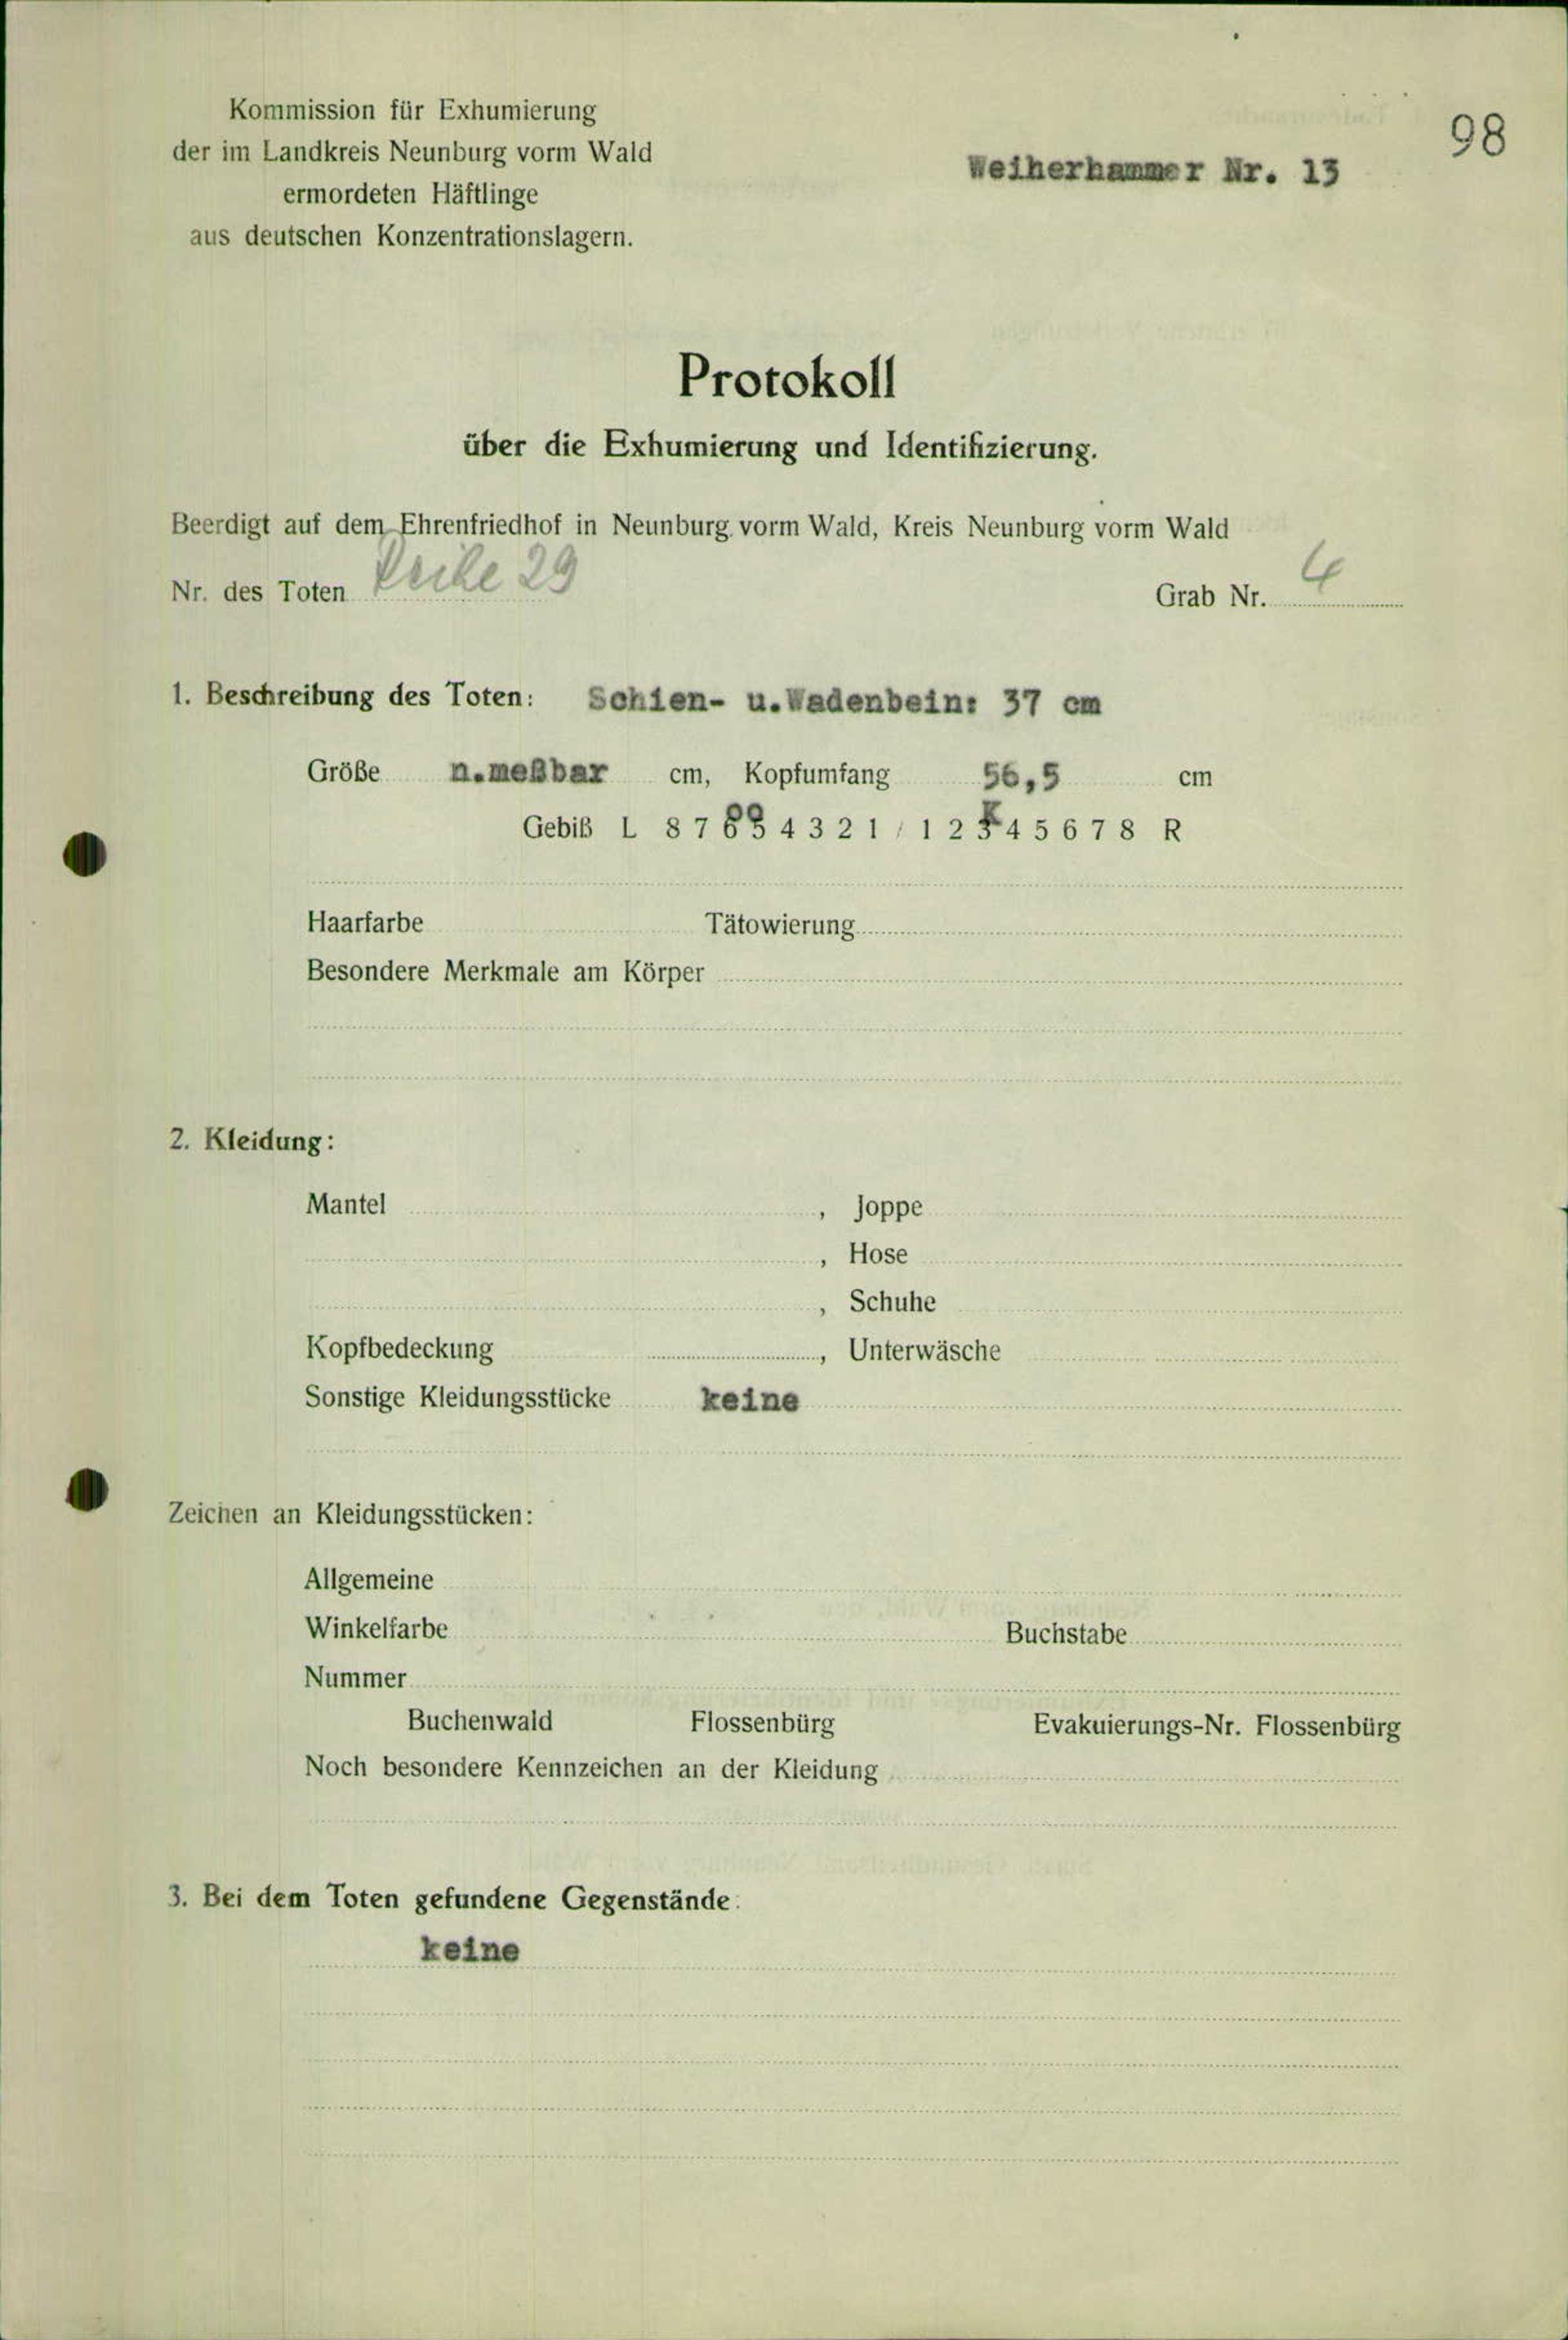 98
Kommission für Exhumierung
der im Landkreis Neunburg vorm Wald
ermordeten Häftlinge
aus deutschen Konzentrationslagern.
Weiherhammer Nr. 13
Protokoll
über die Exhumierung und Identifizierung.
Beerdigt auf dem Ehrenfriedhof in Neunburg vorm Wald, Kreis Neunburg vorm Wald
Nr. des Toten Reihe 29 Grab Nr. 4
1. Beschreibung des Toten: Schien- u.Wadenbein: 37 cm
Größe n.meßbar cm, Kopfumfang 56,5 cm
Gebiß L 8 7 6 5 4 3 2 1 / 1 2 3 4 5 6 7 8 R
Haarfarbe Tätowierung
Besondere Merkmale am Körper
2. Kleidung:
Mantel , Joppe
, Hose
, Schuhe
Kopfbedeckung , Unterwäsche
Sonstige Kleidungsstücke keine
Zeichen an Kleidungsstücken:
Allgemeine
Winkelfarbe Buchstabe
Nummer
Buchenwald Flossenbürg Evakuierungs-Nr. Flossenbürg
Noch besondere Kennzeichen an der Kleidung
3. Bei dem Toten gefundene Gegenstände:
keine